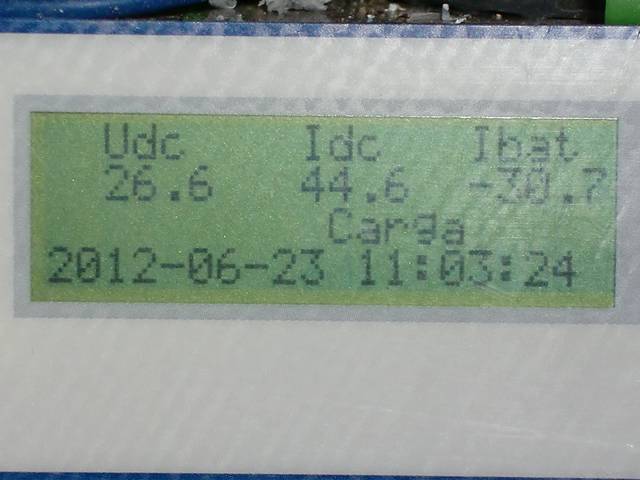 Udc Idc Ibat
26.6 44.6 -30.7
Carga
2012-06-23 11:03:24